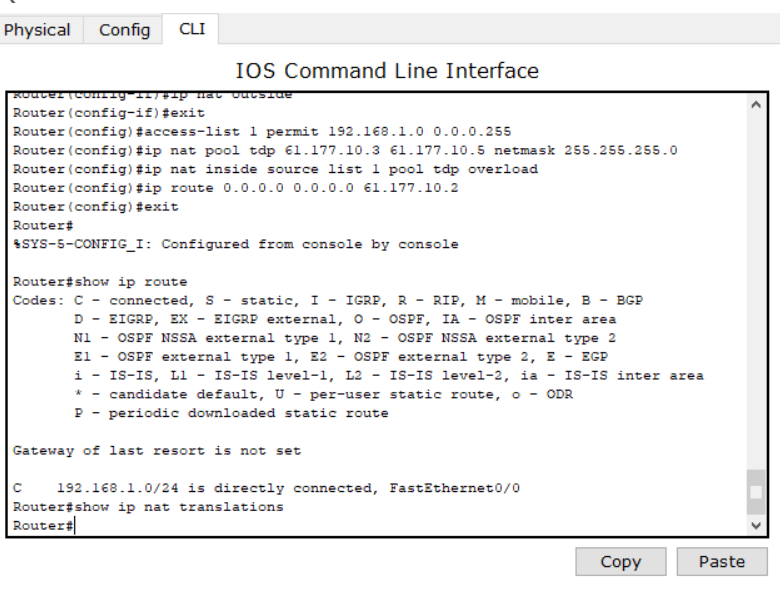 Physical Config CLI
IOS Command Line Interface
Router(config-if)#ip nat outside
Router(config-if)#exit
Router(config)#access-list 1 permit 192.168.1.0 0.0.0.255
Router(config)#ip nat pool tdp 61.177.10.3 61.177.10.5 netmask 255.255.255.0
Router(config)#ip nat inside source list 1 pool tdp overload
Router(config)#ip route 0.0.0.0 0.0.0.0 61.177.10.2
Router(config)#exit
Router#
%SYS-5-CONFIG_I: Configured from console by console
Router#show ip route
Codes: C - connected, S - static, I - IGRP, R - RIP, M - mobile, B - BGP
D - EIGRP, EX - EIGRP external, O - OSPF, IA - OSPF inter area
N1 - OSPF NSSA external type 1, N2 - OSPF NSSA external type 2
E1 - OSPF external type 1, E2 - OSPF external type 2, E - EGP
i - IS-IS, L1 - IS-IS level-1, L2 - IS-IS level-2, ia - IS-IS inter area
* - candidate default, U - per-user static route, o - ODR
P - periodic downloaded static route
Gateway of last resort is not set
C 192.168.1.0/24 is directly connected, FastEthernet0/0
Router#show ip nat translations
Router#
Copy Paste